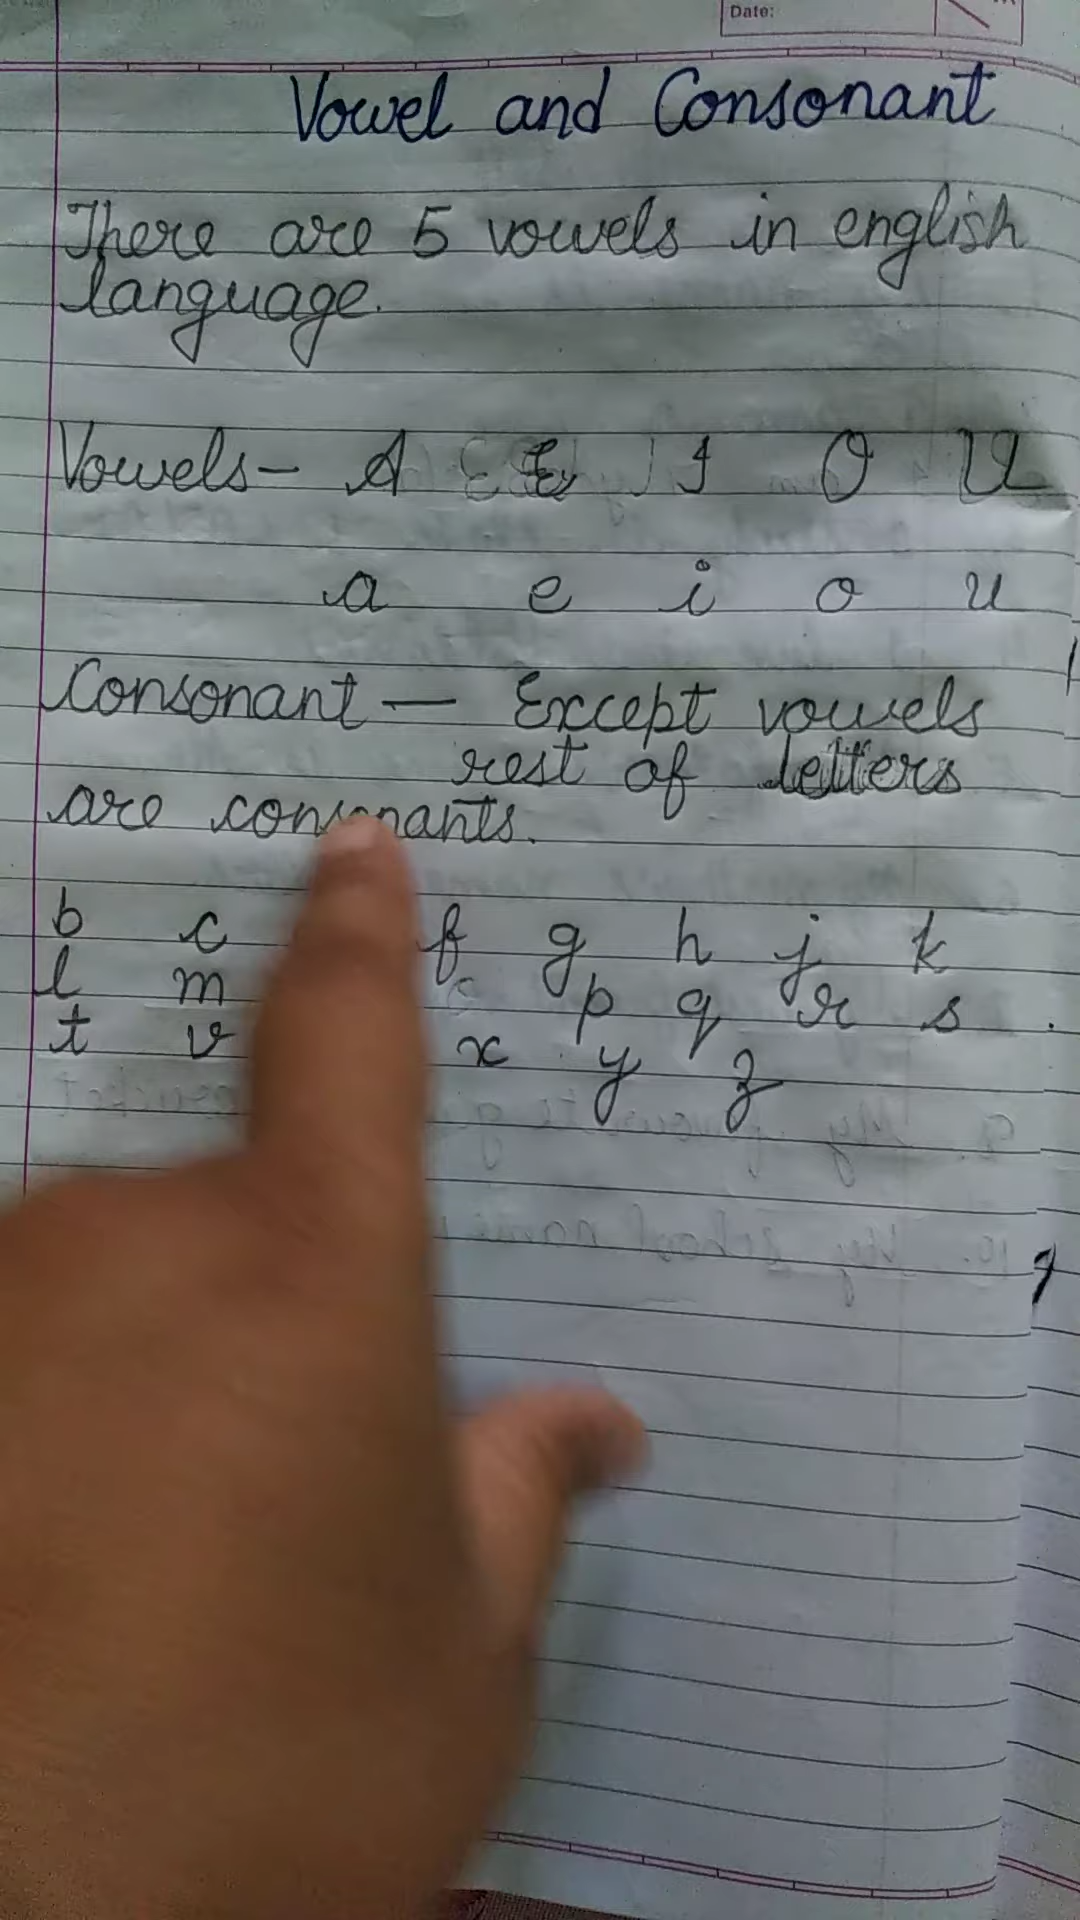 Date:
Vowel and Consonant
There are 5 vowels in english
language.
Vowels- A E I O U
a e i o u
Consonant - Except vowels
rest of letters
are consonants.
b c f g h j k
l m p q r s
t v x y z